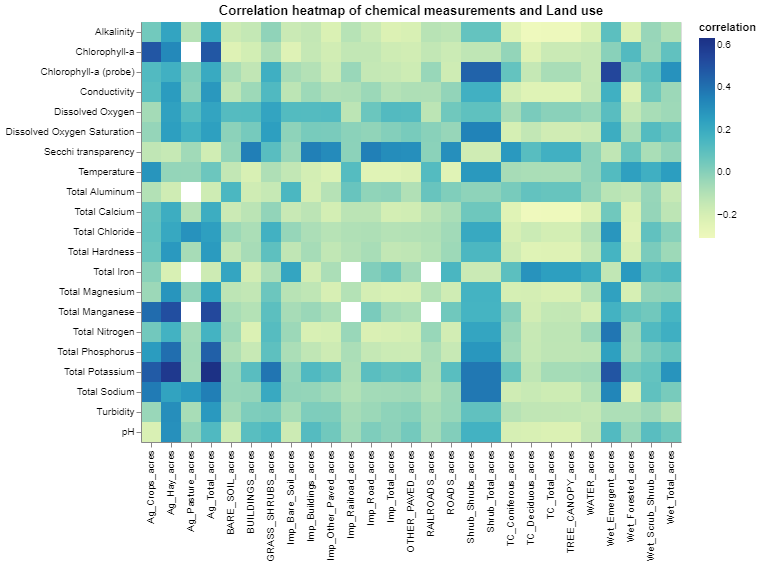 Correlation heatmap of chemical measurements and Land use
correlation
0.6
0.4
0.2
0.0
−0.2
Alkalinity
Chlorophyll-a
Chlorophyll-a (probe)
Conductivity
Dissolved Oxygen
Dissolved Oxygen Saturation
Secchi transparency
Temperature
Total Aluminum
Total Calcium
Total Chloride
Total Hardness
Total Iron
Total Magnesium
Total Manganese
Total Nitrogen
Total Phosphorus
Total Potassium
Total Sodium
Turbidity
pH
Ag_Crops_acres
Ag_Hay_acres
Ag_Pasture_acres
Ag_Total_acres
BARE_SOIL_acres
BUILDINGS_acres
GRASS_SHRUBS_acres
Imp_Bare_Soil_acres
Imp_Buildings_acres
Imp_Other_Paved_acres
Imp_Railroad_acres
Imp_Road_acres
Imp_Total_acres
OTHER_PAVED_acres
RAILROADS_acres
ROADS_acres
Shrub_Shrubs_acres
Shrub_Total_acres
TC_Coniferous_acres
TC_Deciduous_acres
TC_Total_acres
TREE_CANOPY_acres
WATER_acres
Wet_Emergent_acres
Wet_Forested_acres
Wet_Scrub_Shrub_acres
Wet_Total_acres